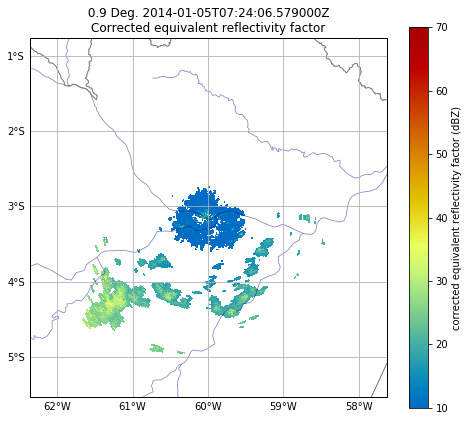 0.9 Deg. 2014-01-05T07:24:06.579000Z
Corrected equivalent reflectivity factor
1°S
2°S
3°S
4°S
5°S
62°W 61°W 60°W 59°W 58°W
70
60
50
40
30
20
10
corrected equivalent reflectivity factor (dBZ)